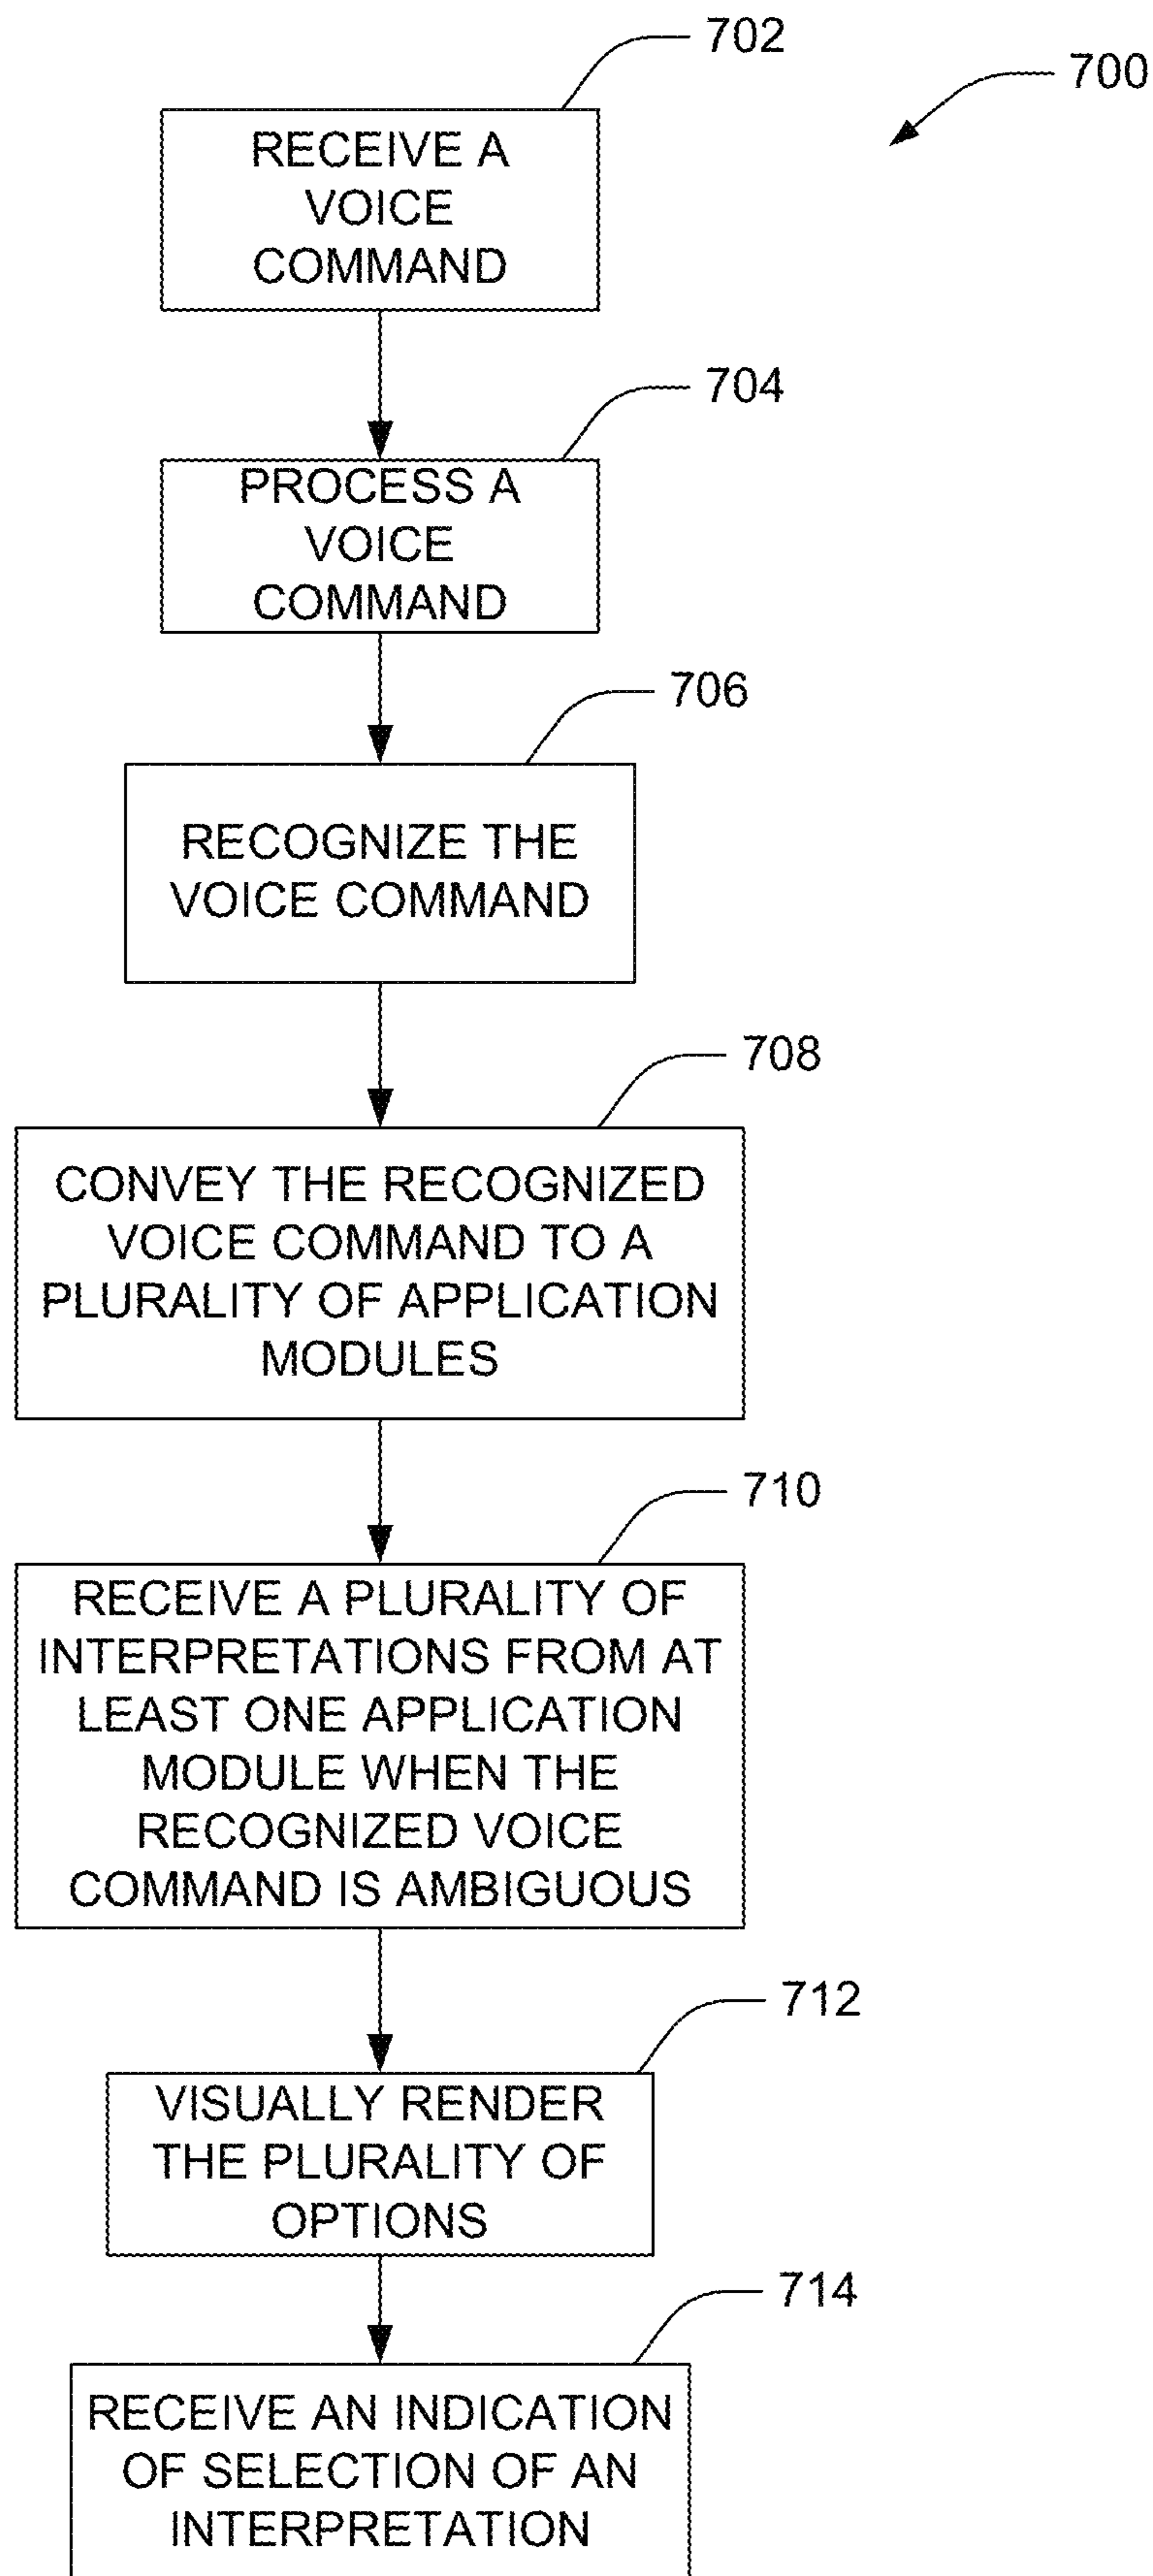 702
700
RECEIVE A
VOICE
COMMAND
704
PROCESS A
VOICE
COMMAND
706
RECOGNIZE THE
VOICE COMMAND
708
CONVEY THE RECOGNIZED
VOICE COMMAND TO A
PLURALITY OF APPLICATION
MODULES
710
RECEIVE A PLURALITY OF
INTERPRETATIONS FROM AT
LEAST ONE APPLICATION
MODULE WHEN THE
RECOGNIZED VOICE
COMMAND IS AMBIGUOUS
712
VISUALLY RENDER
THE PLURALITY OF
OPTIONS
714
RECEIVE AN INDICATION
OF SELECTION OF AN
INTERPRETATION